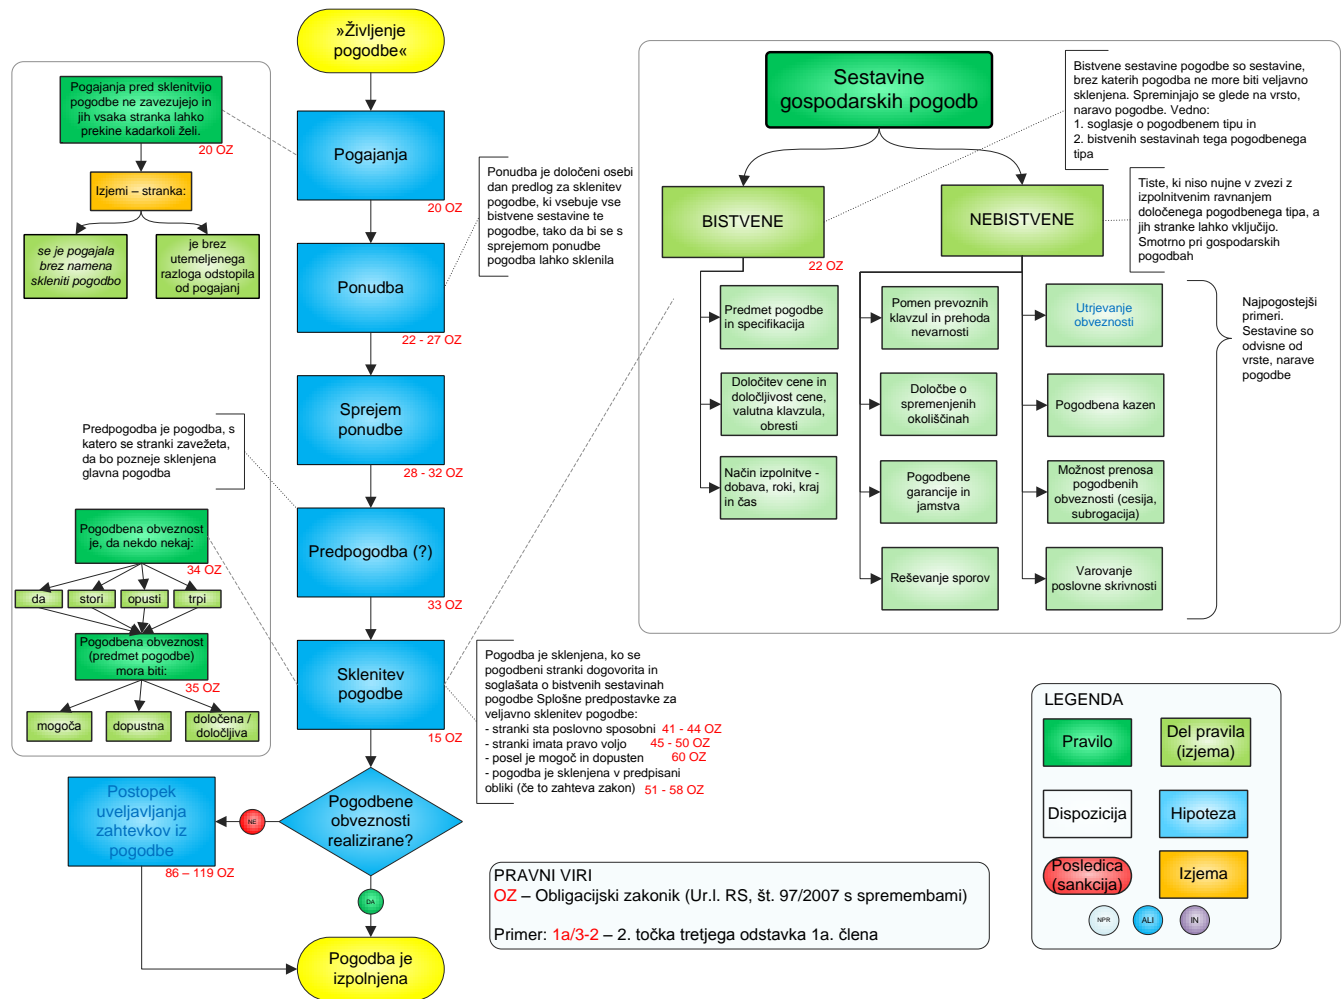 »Življenje
pogodbe«
Pogajanja pred sklenitvijo
pogodbe ne zavezujejo in
jih vsaka stranka lahko
prekine kadarkoli želi.
20 OZ
Izjemi – stranka:
se je pogajala
brez namena
skleniti pogodbo
je brez
utemeljenega
razloga odstopila
od pogajanj
Pogajanja
20 OZ
Ponudba je določeni osebi
dan predlog za sklenitev
pogodbe, ki vsebuje vse
bistvene sestavine te
pogodbe, tako da bi se s
sprejemom ponudbe
pogodba lahko sklenila
Ponudba
22 - 27 OZ
Sprejem
ponudbe
28 - 32 OZ
Predpogodba je pogodba, s
katero se stranki zavežeta,
da bo pozneje sklenjena
glavna pogodba
Predpogodba (?)
33 OZ
Pogodbena obveznost
je, da nekdo nekaj:
34 OZ
da
stori
opusti
trpi
Pogodbena obveznost
(predmet pogodbe)
mora biti:
35 OZ
mogoča
dopustna
določena /
določljiva
Sklenitev
pogodbe
15 OZ
Pogodba je sklenjena, ko se
pogodbeni stranki dogovorita in
soglašata o bistvenih sestavinah
pogodbe Splošne predpostavke za
veljavno sklenitev pogodbe:
- stranki sta poslovno sposobni 41 - 44 OZ
- stranki imata pravo voljo 45 - 50 OZ
- posel je mogoč in dopusten 60 OZ
- pogodba je sklenjena v predpisani
obliki (če to zahteva zakon) 51 - 58 OZ
Pogodbene
obveznosti
realizirane?
NE
DA
Postopek
uveljavljanja
zahtevkov iz
pogodbe
86 – 119 OZ
Pogodba je
izpolnjena
Sestavine
gospodarskih pogodb
Bistvene sestavine pogodbe so sestavine,
brez katerih pogodba ne more biti veljavno
sklenjena. Spreminjajo se glede na vrsto,
naravo pogodbe. Vedno:
1. soglasje o pogodbenem tipu in
2. bistvenih sestavinah tega pogodbenega
tipa
BISTVENE
22 OZ
NEBISTVENE
Tiste, ki niso nujne v zvezi z
izpolnitvenim ravnanjem
določenega pogodbenega tipa, a
jih stranke lahko vključijo.
Smotrno pri gospodarskih
pogodbah
Predmet pogodbe
in specifikacija
Določitev cene in
določljivost cene,
valutna klavzula,
obresti
Način izpolnitve -
dobava, roki, kraj
in čas
Pomen prevoznih
klavzul in prehoda
nevarnosti
Določbe o
spremenjenih
okoliščinah
Pogodbene
garancije in
jamstva
Reševanje sporov
Utrjevanje
obveznosti
Pogodbena kazen
Možnost prenosa
pogodbenih
obveznosti (cesija,
subrogacija)
Varovanje
poslovne skrivnosti
Najpogostejši
primeri.
Sestavine so
odvisne od
vrste, narave
pogodbe
PRAVNI VIRI
OZ – Obligacijski zakonik (Ur.l. RS, št. 97/2007 s spremembami)
Primer: 1a/3-2 – 2. točka tretjega odstavka 1a. člena
LEGENDA
Pravilo
Del pravila
(izjema)
Dispozicija
Hipoteza
Posledica
(sankcija)
Izjema
NPR
ALI
IN